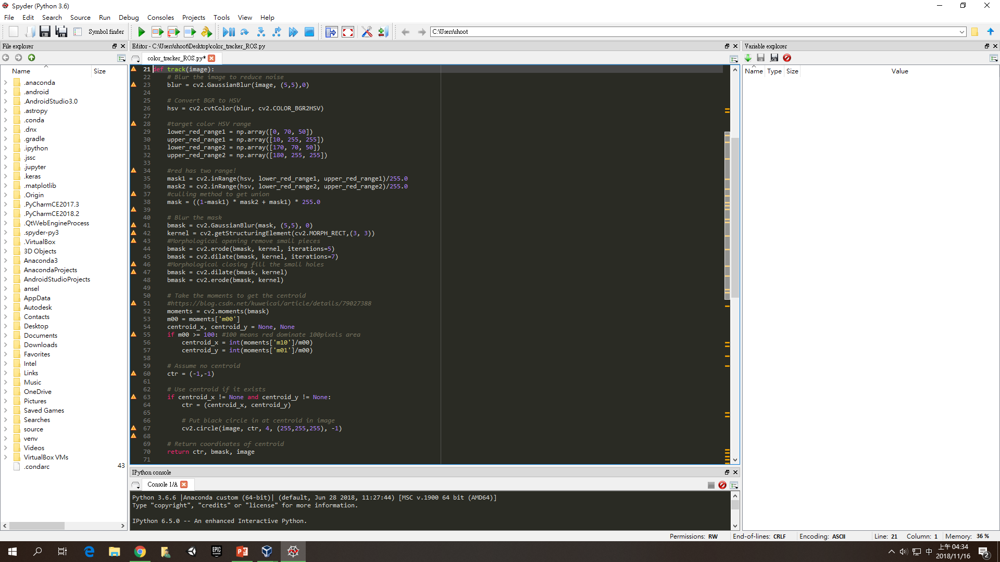 Spyder (Python 3.6)
File Edit Search Source Run Debug Consoles Projects Tools View Help
Symbol finder
C:\Users\shoot
File explorer
Name Size
.anaconda
.android
.AndroidStudio3.0
.astropy
.conda
.dnx
.gradle
.ipython
.jssc
.jupyter
.keras
.matplotlib
.Origin
.PyCharmCE2017.3
.PyCharmCE2018.2
.QtWebEngineProcess
.spyder-py3
.VirtualBox
3D Objects
Anaconda3
AnacondaProjects
AndroidStudioProjects
ansel
AppData
Autodesk
Contacts
Desktop
Documents
Downloads
Favorites
Intel
Links
Music
OneDrive
Pictures
Saved Games
Searches
source
venv
Videos
VirtualBox VMs
.condarc 43
Editor - C:\Users\shoot\Desktop\color_tracker_ROS.py
color_tracker_ROS.py*
21 def track(image):
22 # Blur the image to reduce noise
23 blur = cv2.GaussianBlur(image, (5,5),0)
24
25 # Convert BGR to HSV
26 hsv = cv2.cvtColor(blur, cv2.COLOR_BGR2HSV)
27
28 #target color HSV range
29 lower_red_range1 = np.array([0, 70, 50])
30 upper_red_range1 = np.array([10, 255, 255])
31 lower_red_range2 = np.array([170, 70, 50])
32 upper_red_range2 = np.array([180, 255, 255])
33
34 #red has two range!
35 mask1 = cv2.inRange(hsv, lower_red_range1, upper_red_range1)/255.0
36 mask2 = cv2.inRange(hsv, lower_red_range2, upper_red_range2)/255.0
37 #culling method to get union
38 mask = ((1-mask1) * mask2 + mask1) * 255.0
39
40 # Blur the mask
41 bmask = cv2.GaussianBlur(mask, (5,5), 0)
42 kernel = cv2.getStructuringElement(cv2.MORPH_RECT,(3, 3))
43 #Morphological opening remove small pieces
44 bmask = cv2.erode(bmask, kernel, iterations=5)
45 bmask = cv2.dilate(bmask, kernel, iterations=7)
46 #Morphological closing fill the small holes
47 bmask = cv2.dilate(bmask, kernel)
48 bmask = cv2.erode(bmask, kernel)
49
50 # Take the moments to get the centroid
51 #https://blog.csdn.net/kuweicai/article/details/79027388
52 moments = cv2.moments(bmask)
53 m00 = moments['m00']
54 centroid_x, centroid_y = None, None
55 if m00 >= 100: #100 means red dominate 100pixels area
56 centroid_x = int(moments['m10']/m00)
57 centroid_y = int(moments['m01']/m00)
58
59 # Assume no centroid
60 ctr = (-1,-1)
61
62 # Use centroid if it exists
63 if centroid_x != None and centroid_y != None:
64 ctr = (centroid_x, centroid_y)
65
66 # Put black circle in at centroid in image
67 cv2.circle(image, ctr, 4, (255,255,255), -1)
68
69 # Return coordinates of centroid
70 return ctr, bmask, image
71
IPython console
Console 1/A
Python 3.6.6 |Anaconda custom (64-bit)| (default, Jun 28 2018, 11:27:44) [MSC v.1900 64 bit (AMD64)]
Type "copyright", "credits" or "license" for more information.
IPython 6.5.0 -- An enhanced Interactive Python.
Variable explorer
Name Type Size Value
Permissions: RW End-of-lines: CRLF Encoding: ASCII Line: 21 Column: 1 Memory: 36 %
EPIC GAMES
中
上午 04:34
2018/11/16
2